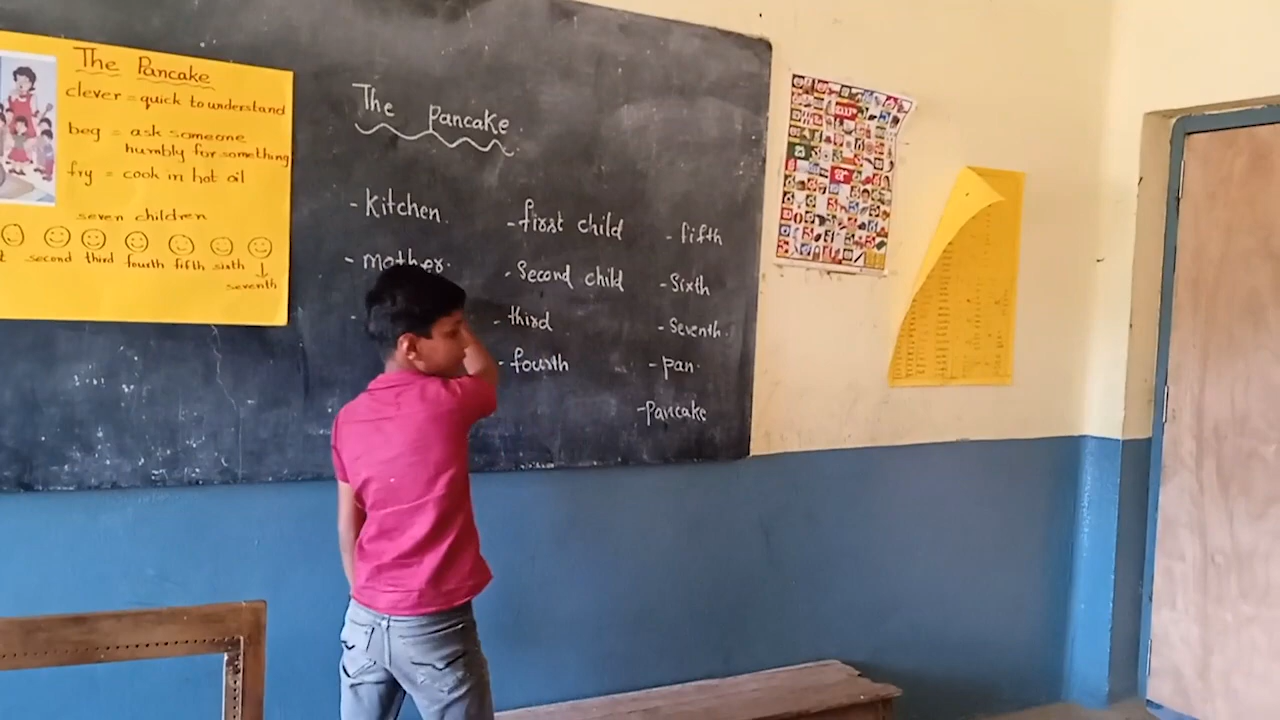 The Pancake
clever = quick to understand
beg = ask someone
humbly for something
fry = cook in hot oil
seven children
second third fourth fifth sixth
seventh
The Pancake.
- Kitchen.
- mother.
- first child
- Second child
- third
- fourth
- fifth
- Sixth
- Seventh.
- pan.
- Pancake